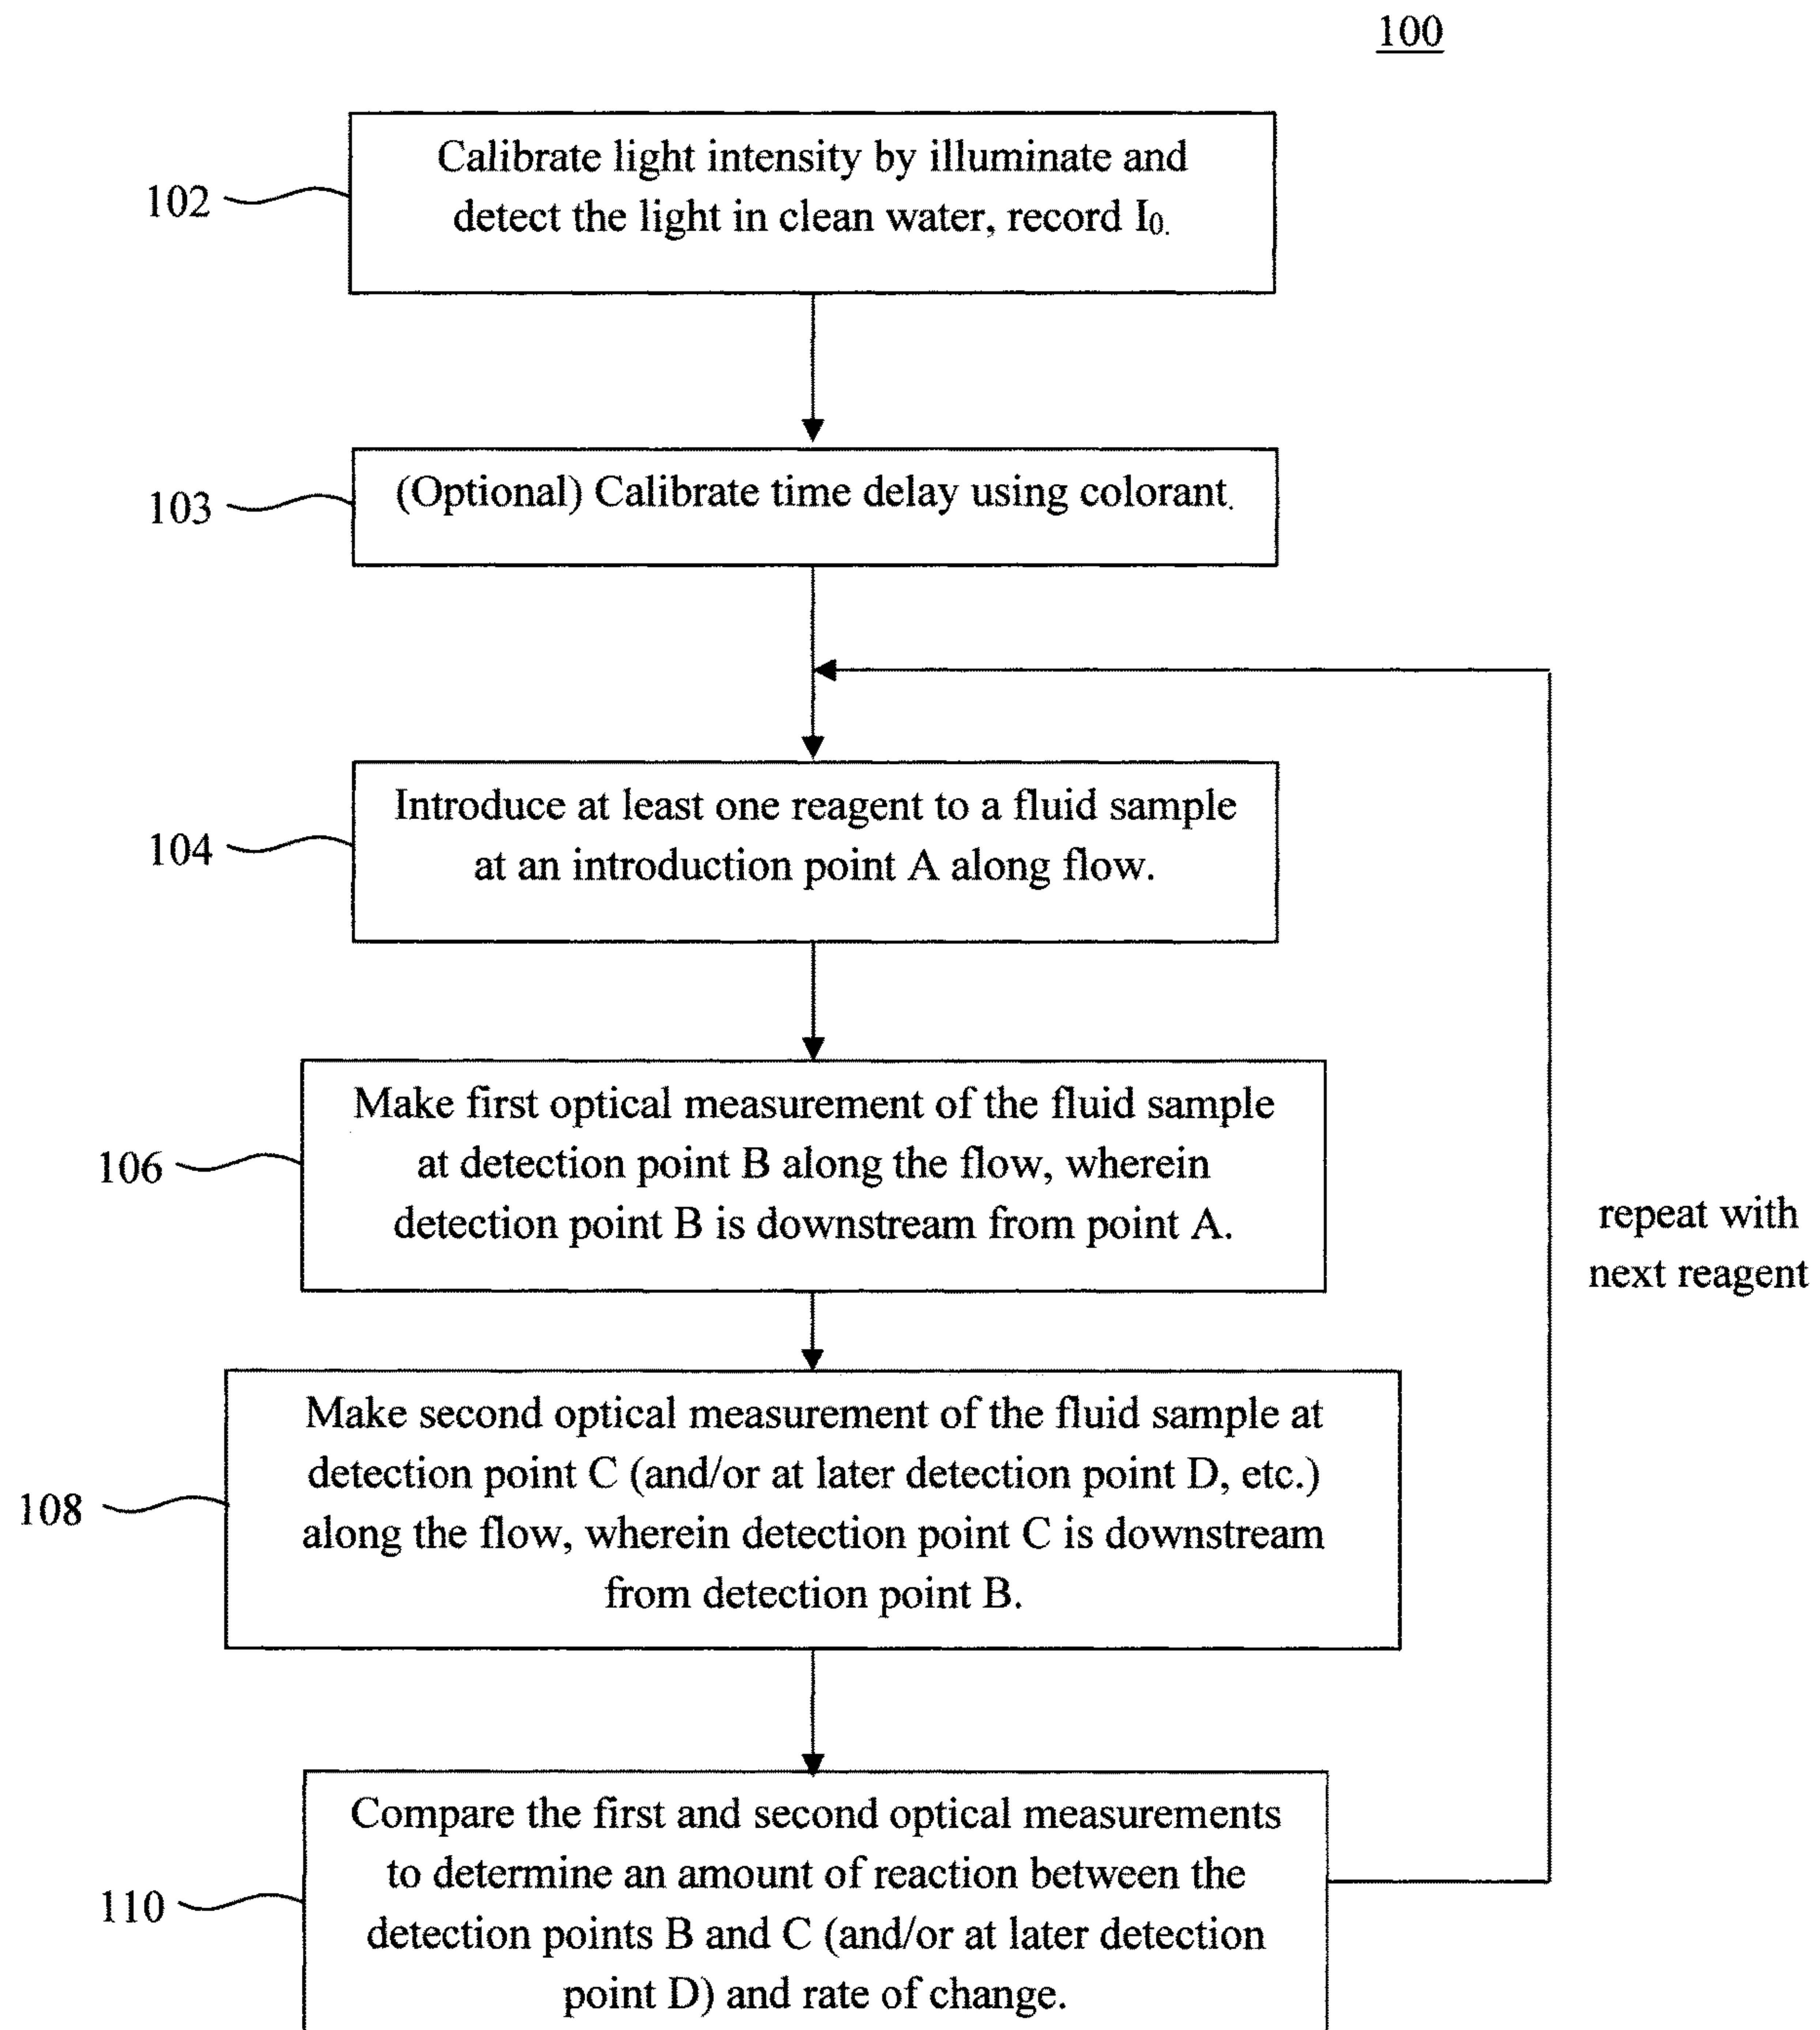 100
102
Calibrate light intensity by illuminate and
detect the light in clean water, record I₀.
103
(Optional) Calibrate time delay using colorant.
104
Introduce at least one reagent to a fluid sample
at an introduction point A along flow.
106
Make first optical measurement of the fluid sample
at detection point B along the flow, wherein
detection point B is downstream from point A.
repeat with
next reagent
108
Make second optical measurement of the fluid sample at
detection point C (and/or at later detection point D, etc.)
along the flow, wherein detection point C is downstream
from detection point B.
110
Compare the first and second optical measurements
to determine an amount of reaction between the
detection points B and C (and/or at later detection
point D) and rate of change.